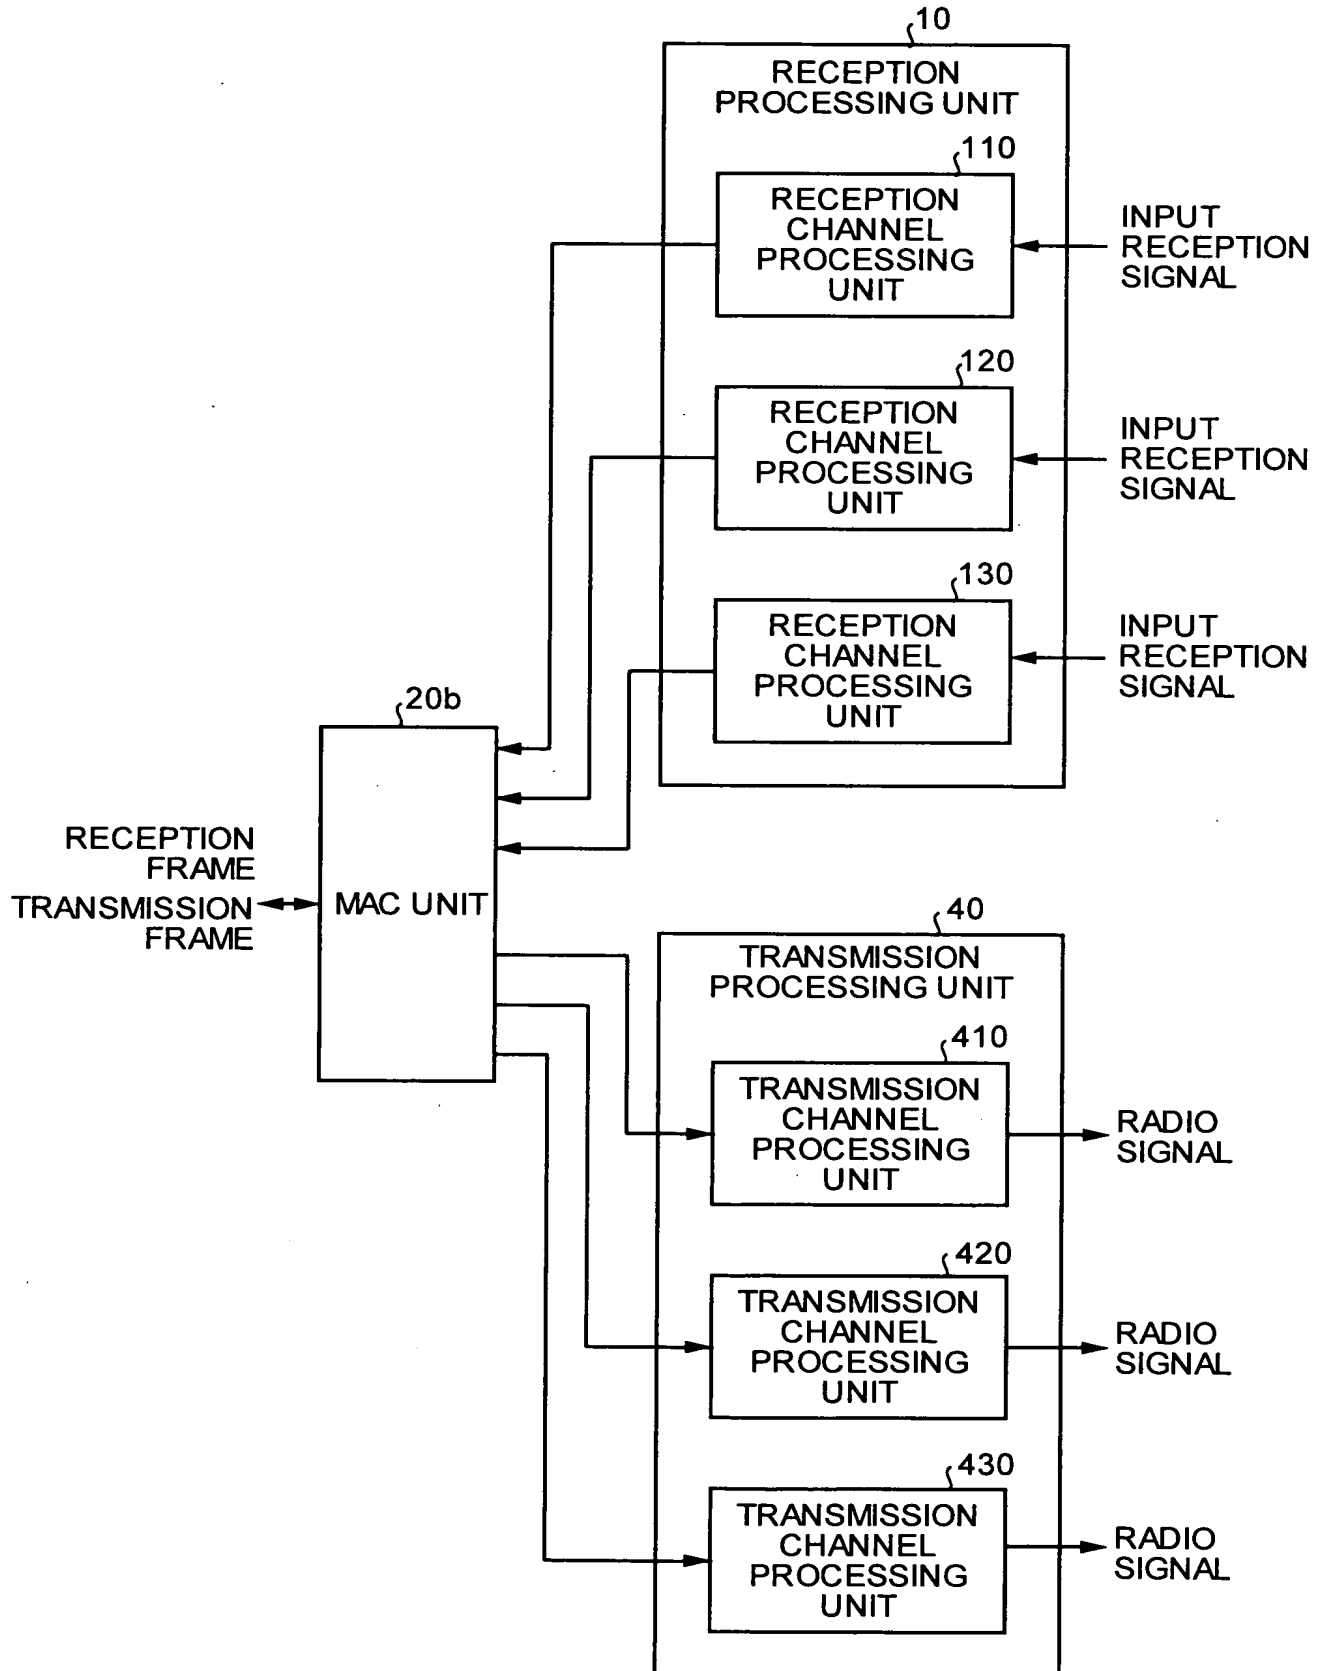 10
RECEPTION
PROCESSING UNIT
110
RECEPTION
CHANNEL
PROCESSING
UNIT
INPUT
RECEPTION
SIGNAL
120
RECEPTION
CHANNEL
PROCESSING
UNIT
INPUT
RECEPTION
SIGNAL
130
RECEPTION
CHANNEL
PROCESSING
UNIT
INPUT
RECEPTION
SIGNAL
20b
MAC UNIT
RECEPTION
FRAME
TRANSMISSION
FRAME
40
TRANSMISSION
PROCESSING UNIT
410
TRANSMISSION
CHANNEL
PROCESSING
UNIT
RADIO
SIGNAL
420
TRANSMISSION
CHANNEL
PROCESSING
UNIT
RADIO
SIGNAL
430
TRANSMISSION
CHANNEL
PROCESSING
UNIT
RADIO
SIGNAL